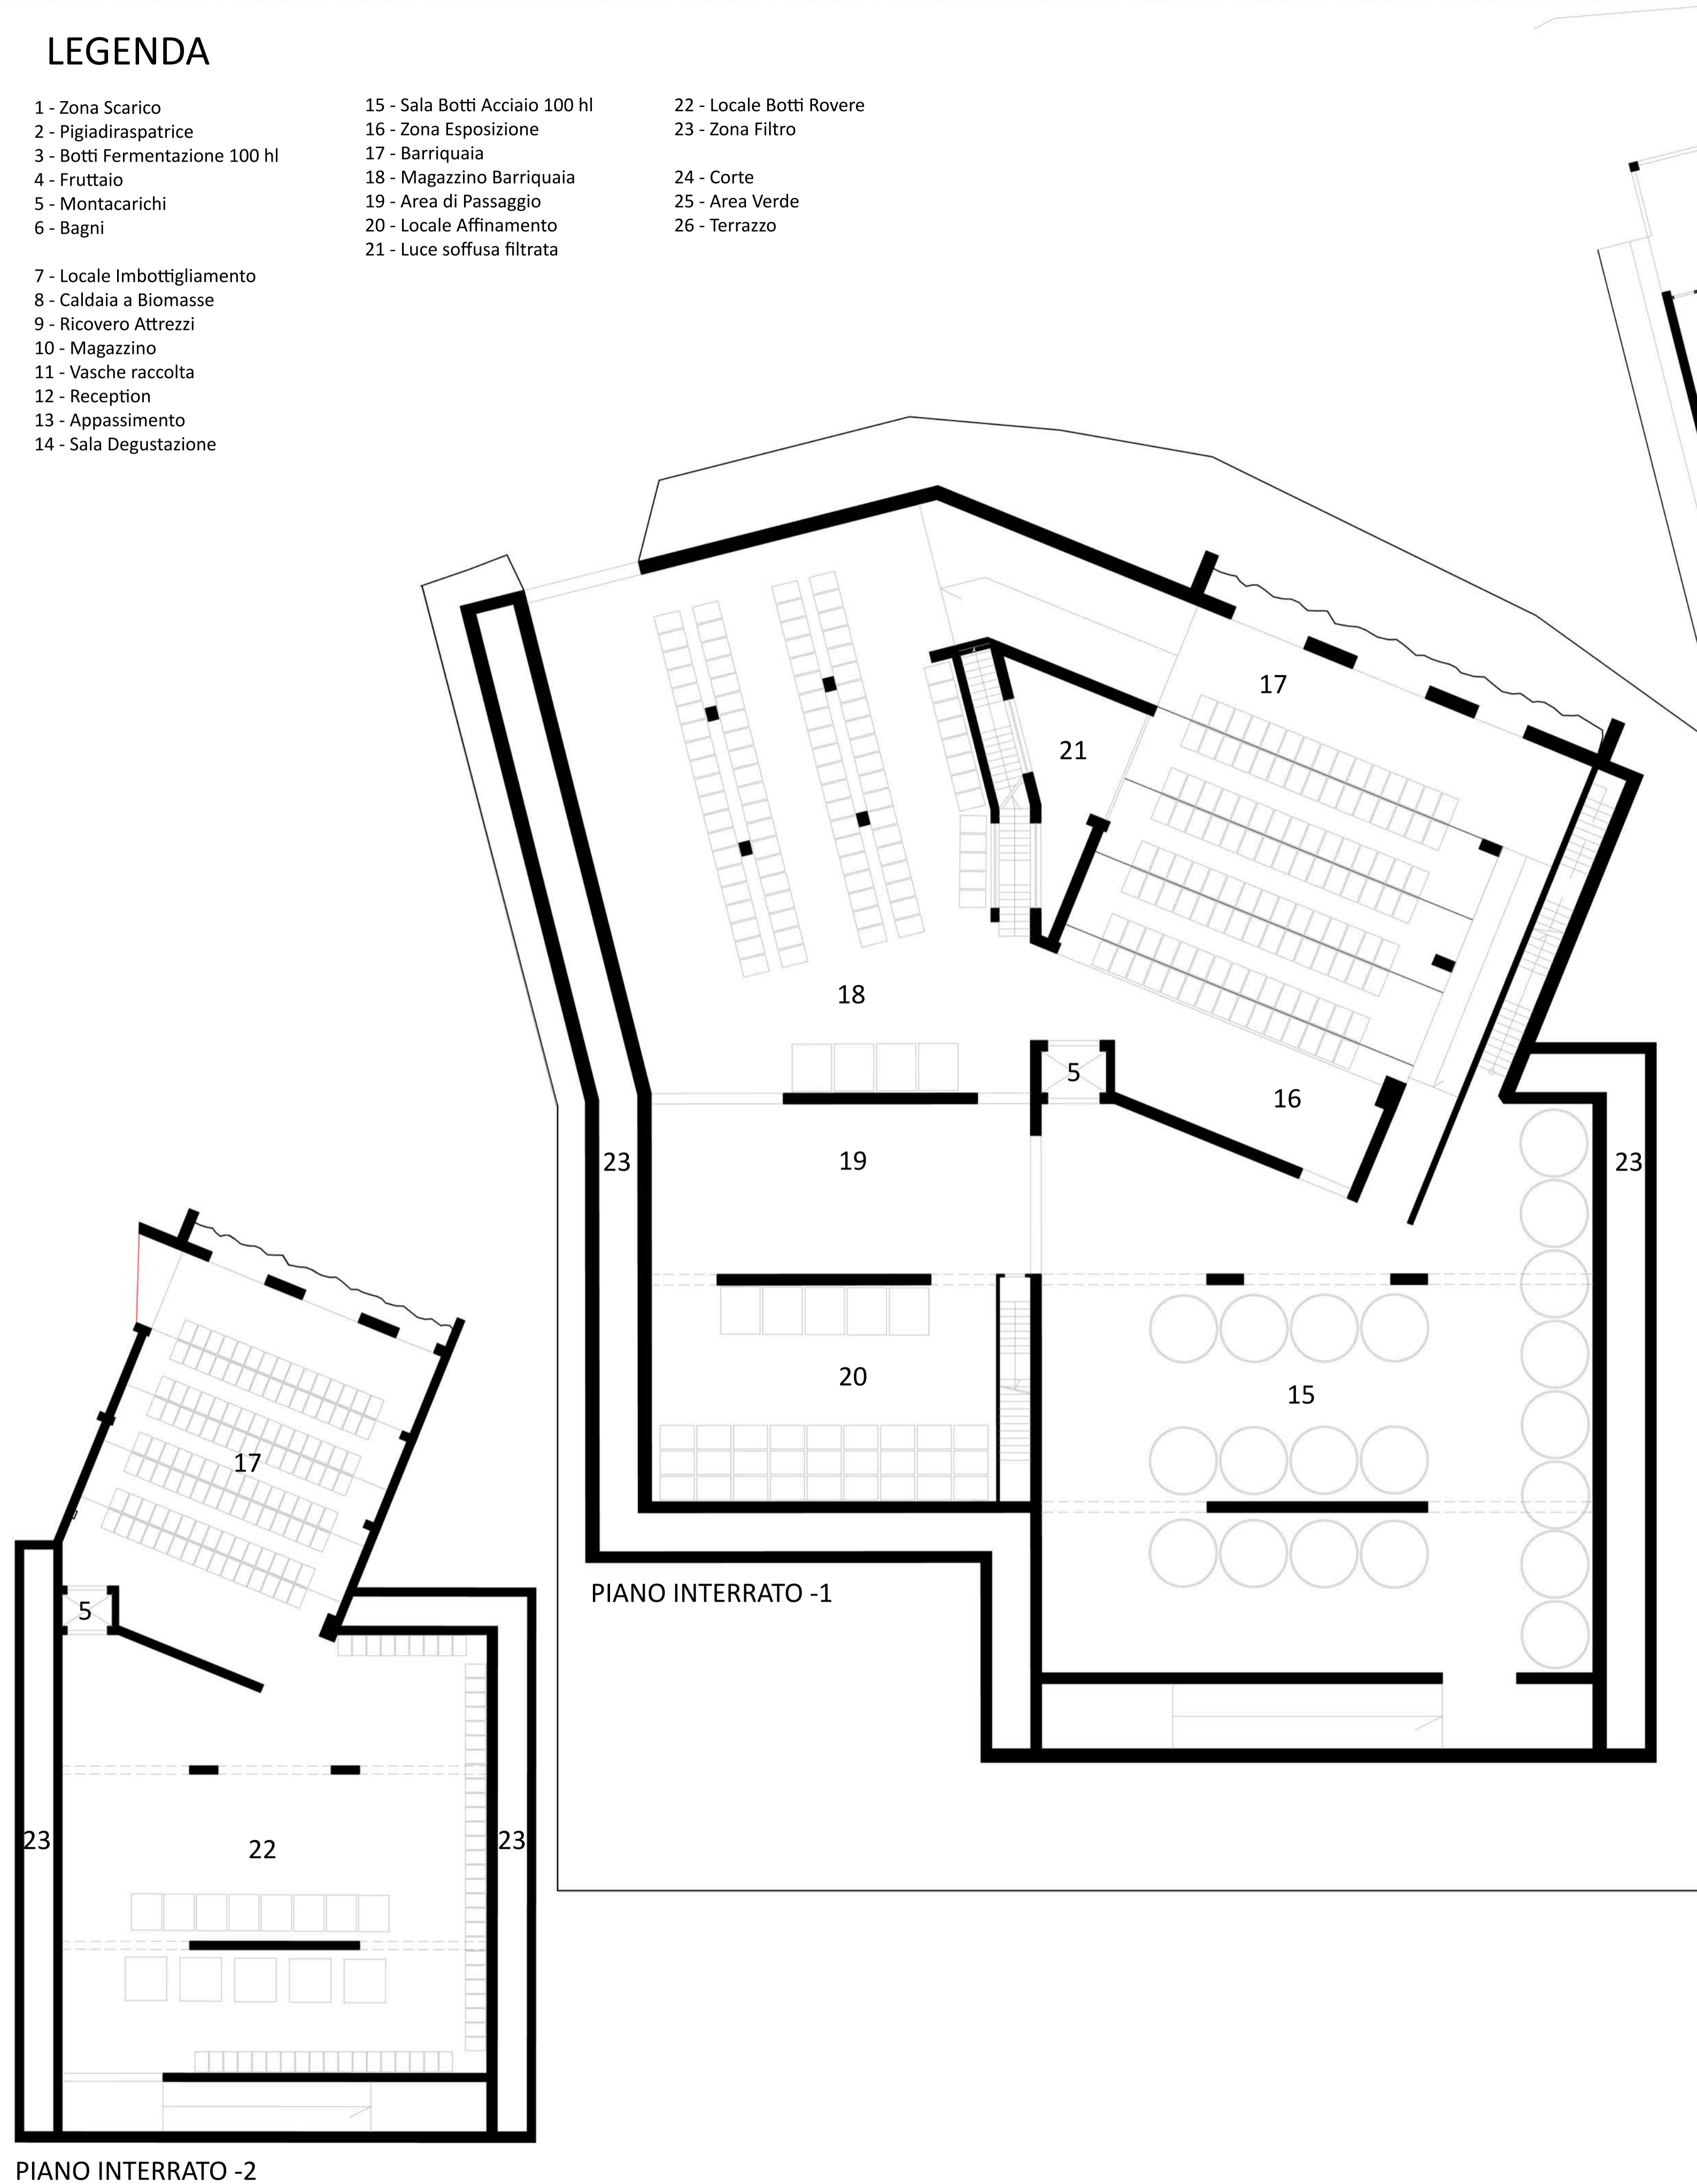 LEGENDA
1 - Zona Scarico
2 - Pigiadiraspatrice
3 - Botti Fermentazione 100 hl
4 - Fruttaio
5 - Montacarichi
6 - Bagni
7 - Locale Imbottigliamento
8 - Caldaia a Biomasse
9 - Ricovero Attrezzi
10 - Magazzino
11 - Vasche raccolta
12 - Reception
13 - Appassimento
14 - Sala Degustazione
15 - Sala Botti Acciaio 100 hl
16 - Zona Esposizione
17 - Barriquaia
18 - Magazzino Barriquaia
19 - Area di Passaggio
20 - Locale Affinamento
21 - Luce soffusa filtrata
22 - Locale Botti Rovere
23 - Zona Filtro
24 - Corte
25 - Area Verde
26 - Terrazzo
17
21
18
5
16
23
19
23
20
15
PIANO INTERRATO -1
17
5
23
22
23
PIANO INTERRATO -2